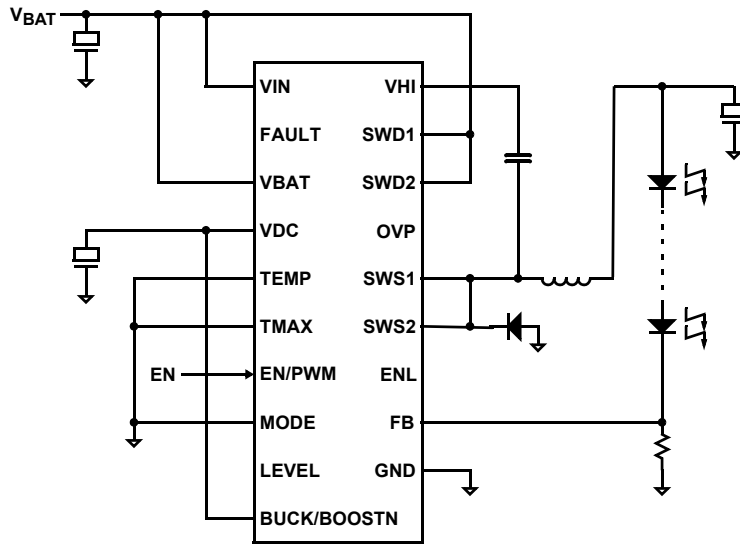 VBAT
VIN
FAULT
VBAT
VDC
TEMP
TMAX
EN
EN/PWM
MODE
LEVEL
BUCK/BOOSTN
VHI
SWD1
SWD2
OVP
SWS1
SWS2
ENL
FB
GND